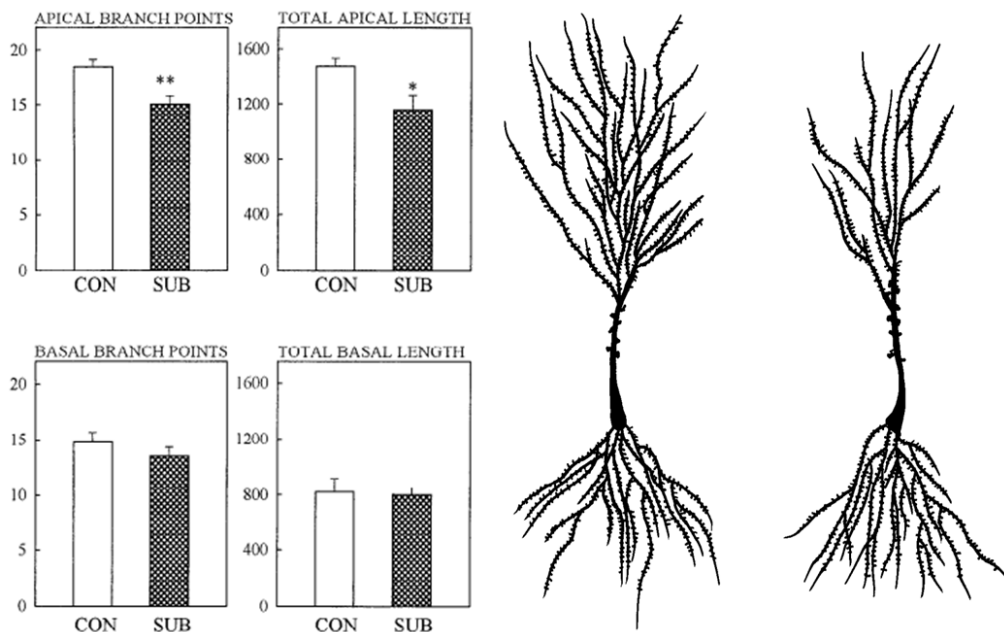 APICAL BRANCH POINTS
20
15
10
5
0
**
CON SUB
TOTAL APICAL LENGTH
1600
1200
800
400
0
*
CON SUB
BASAL BRANCH POINTS
20
15
10
5
0
CON SUB
TOTAL BASAL LENGTH
1600
1200
800
400
0
CON SUB